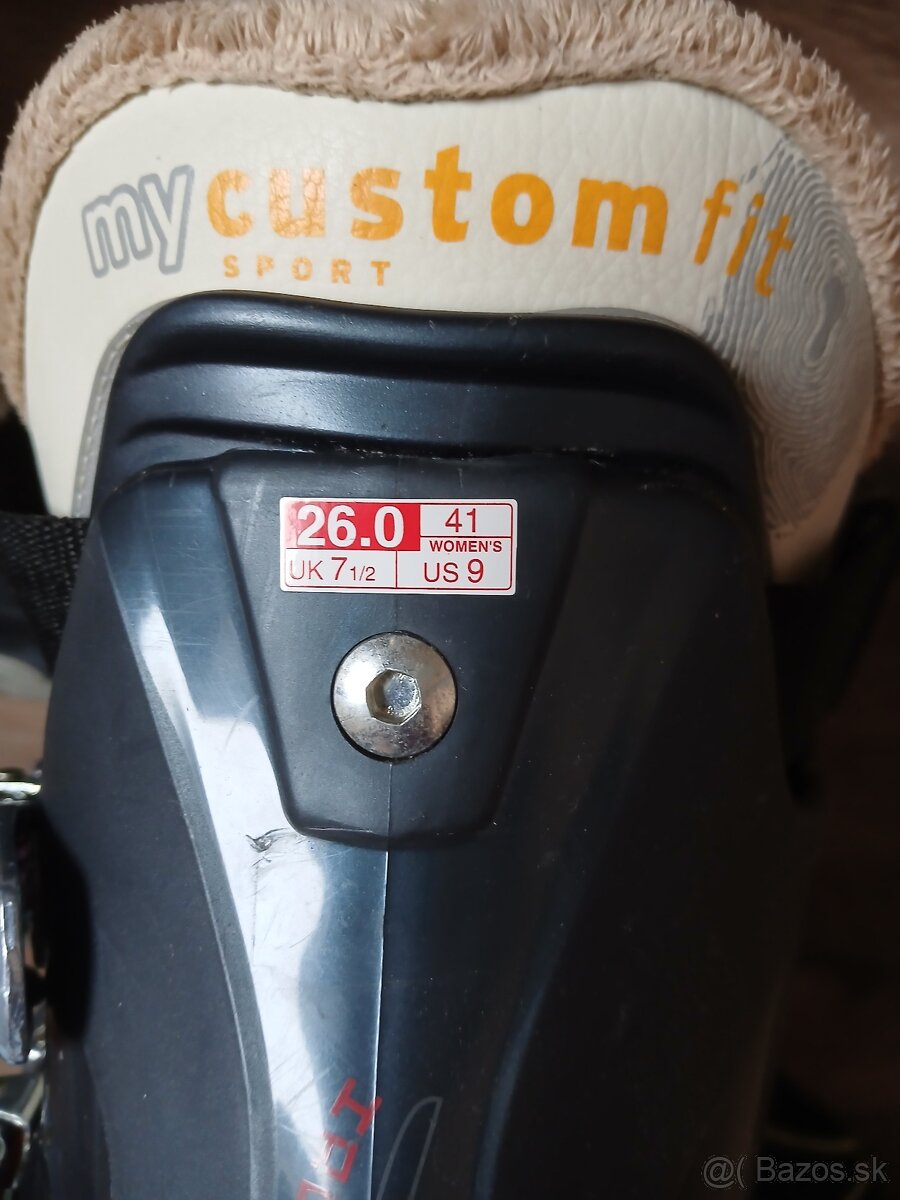 my custom fit
SPORT
26.0 41
WOMEN'S
UK 7 1/2 US 9
@( Bazos.sk